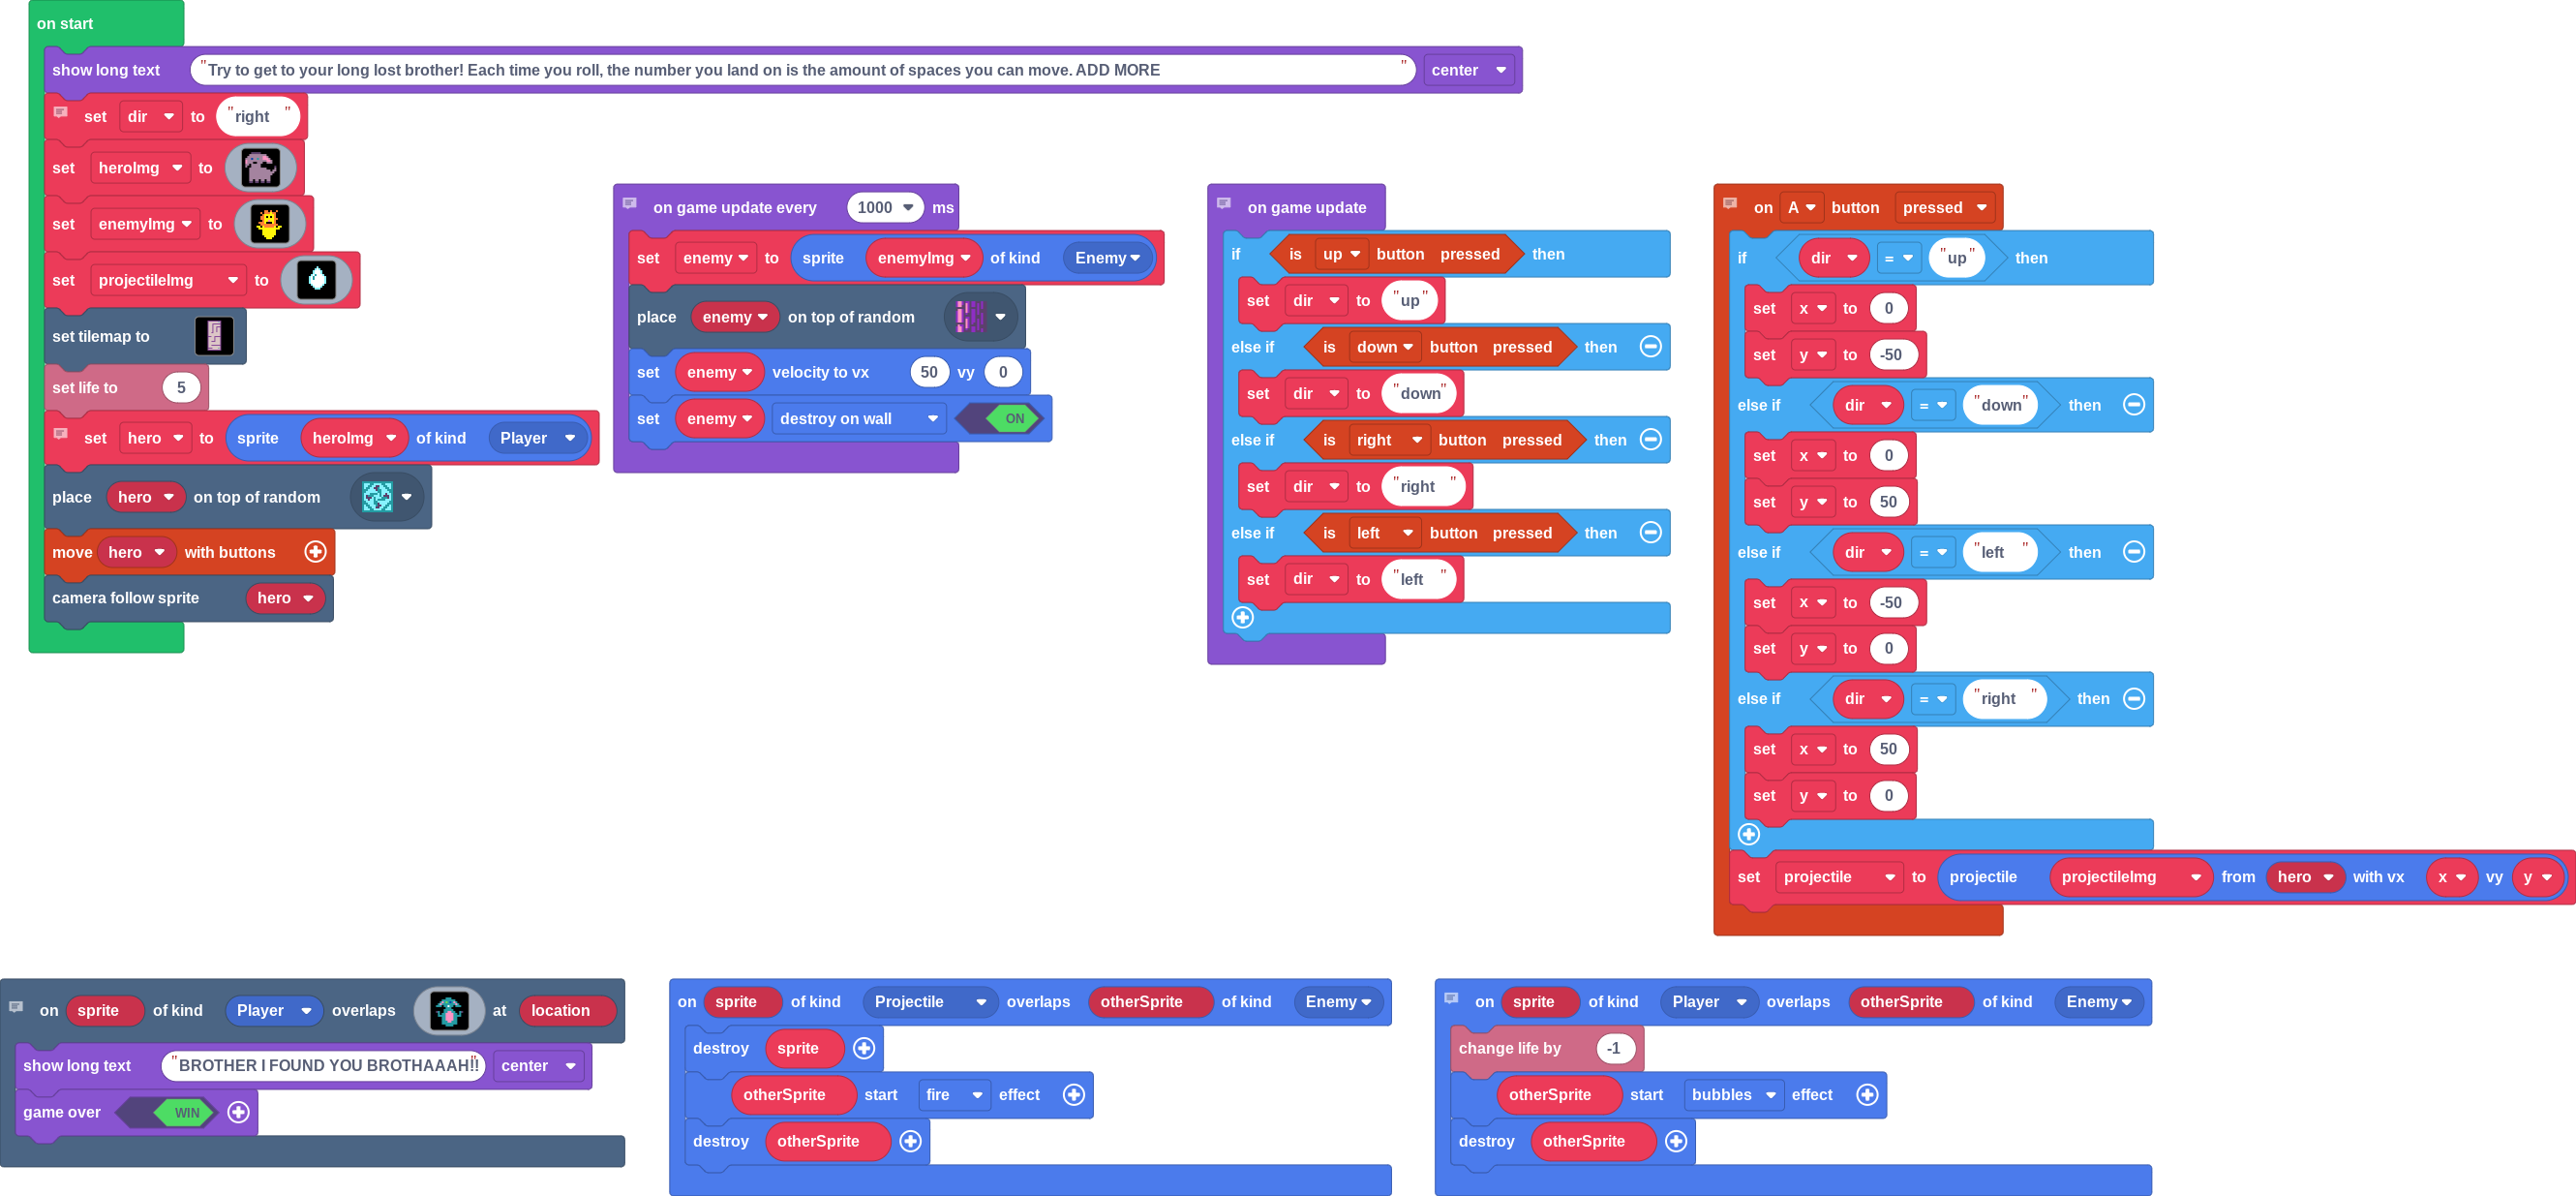 on start
show long text "Try to get to your long lost brother! Each time you roll, the number you land on is the amount of spaces you can move. ADD MORE" center
set dir to "right"
set heroImg to
set enemyImg to
set projectileImg to
set tilemap to
set life to 5
set hero to sprite heroImg of kind Player
place hero on top of random
move hero with buttons
camera follow sprite hero
on game update every 1000 ms
set enemy to sprite enemyImg of kind Enemy
place enemy on top of random
set enemy velocity to vx 50 vy 0
set enemy destroy on wall ON
on game update
if is up button pressed then
set dir to "up"
else if is down button pressed then
set dir to "down"
else if is right button pressed then
set dir to "right"
else if is left button pressed then
set dir to "left"
on A button pressed
if dir = "up" then
set x to 0
set y to -50
else if dir = "down" then
set x to 0
set y to 50
else if dir = "left" then
set x to -50
set y to 0
else if dir = "right" then
set x to 50
set y to 0
set projectile to projectile projectileImg from hero with vx x vy y
on sprite of kind Player overlaps at location
show long text "BROTHER I FOUND YOU BROTHAAAH!!" center
game over WIN
on sprite of kind Projectile overlaps otherSprite of kind Enemy
destroy sprite
otherSprite start fire effect
destroy otherSprite
on sprite of kind Player overlaps otherSprite of kind Enemy
change life by -1
otherSprite start bubbles effect
destroy otherSprite